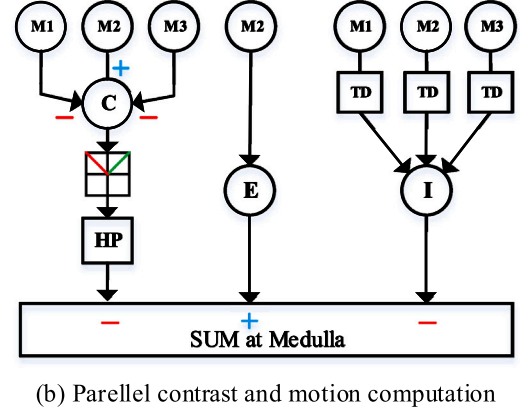 M1 M2 M3 M2 M1 M2 M3
+
TD TD TD
− C −
E I
HP
− + −
SUM at Medulla
(b) Parellel contrast and motion computation